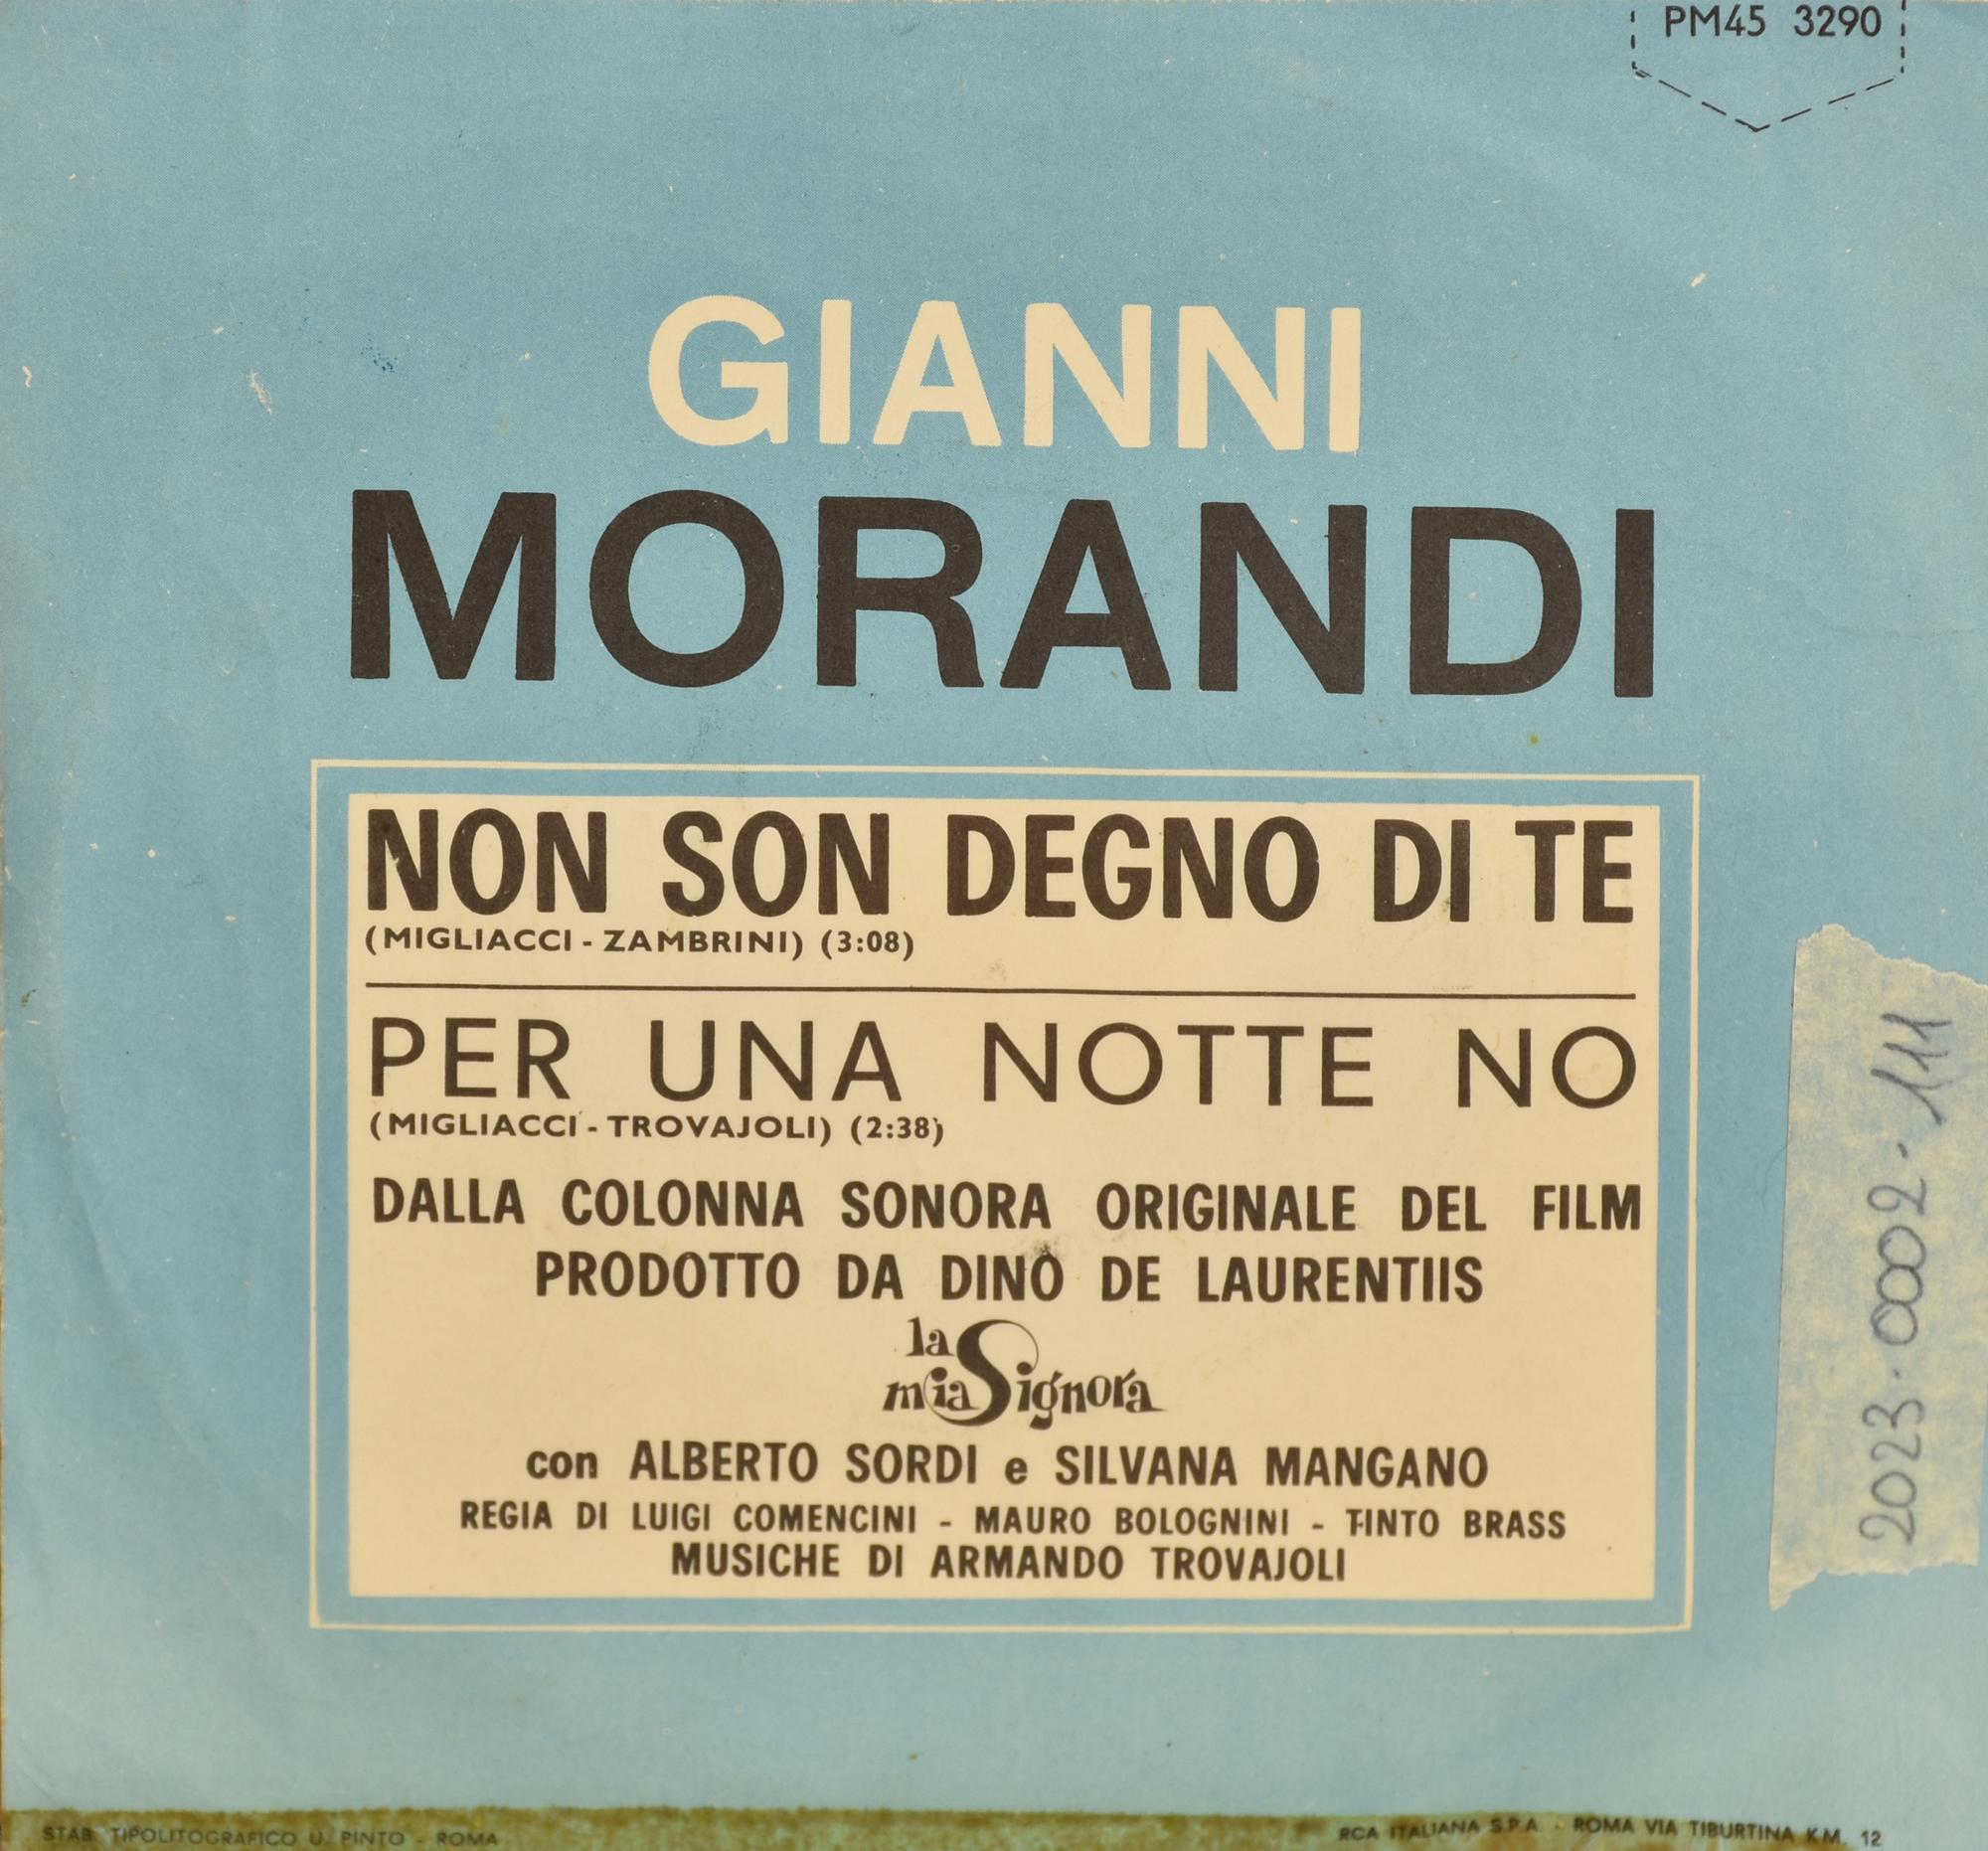 PM45 3290
GIANNI
MORANDI
NON SON DEGNO DI TE
(MIGLIACCI - ZAMBRINI) (3:08)
PER UNA NOTTE NO
(MIGLIACCI - TROVAJOLI) (2:38)
DALLA COLONNA SONORA ORIGINALE DEL FILM
PRODOTTO DA DINO DE LAURENTIIS
la
mia Signora
con ALBERTO SORDI e SILVANA MANGANO
REGIA DI LUIGI COMENCINI - MAURO BOLOGNINI - TINTO BRASS
MUSICHE DI ARMANDO TROVAJOLI
2023.0002.111
STAB. TIPOLITOGRAFICO U. PINTO - ROMA
RCA ITALIANA S.P.A. - ROMA VIA TIBURTINA KM. 12